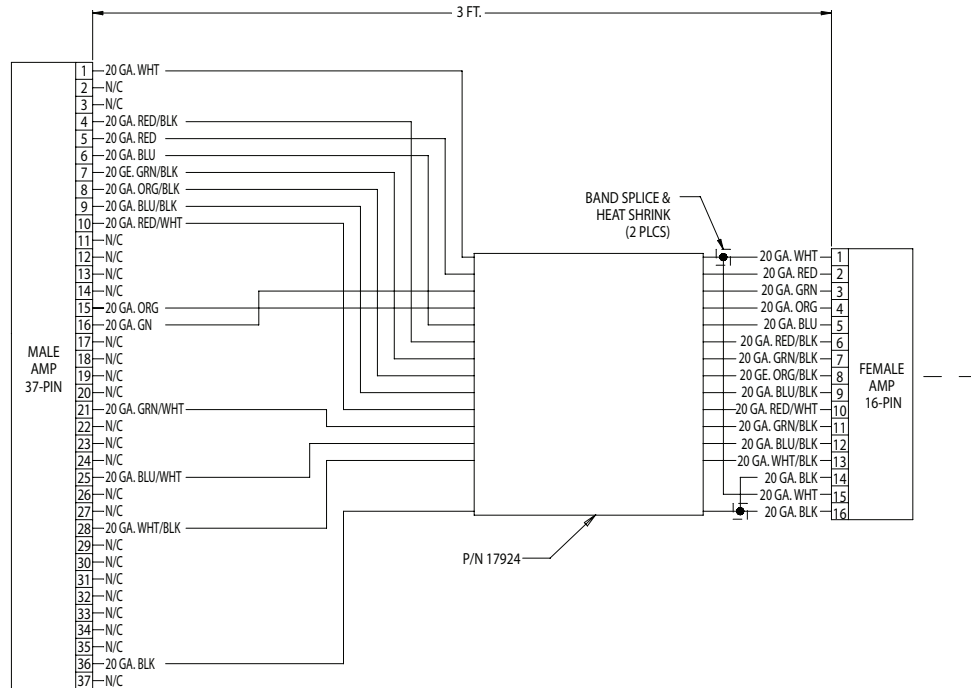 3 FT.
MALE
AMP
37-PIN
1 20 GA. WHT
2 N/C
3 N/C
4 20 GA. RED/BLK
5 20 GA. RED
6 20 GA. BLU
7 20 GE. GRN/BLK
8 20 GA. ORG/BLK
9 20 GA. BLU/BLK
10 20 GA. RED/WHT
11 N/C
12 N/C
13 N/C
14 N/C
15 20 GA. ORG
16 20 GA. GN
17 N/C
18 N/C
19 N/C
20 N/C
21 20 GA. GRN/WHT
22 N/C
23 N/C
24 N/C
25 20 GA. BLU/WHT
26 N/C
27 N/C
28 20 GA. WHT/BLK
29 N/C
30 N/C
31 N/C
32 N/C
33 N/C
34 N/C
35 N/C
36 20 GA. BLK
37 N/C
P/N 17924
BAND SPLICE &
HEAT SHRINK
(2 PLCS)
20 GA. WHT 1
20 GA. RED 2
20 GA. GRN 3
20 GA. ORG 4
20 GA. BLU 5
20 GA. RED/BLK 6
20 GA. GRN/BLK 7
20 GE. ORG/BLK 8
20 GA. BLU/BLK 9
20 GA. RED/WHT 10
20 GA. GRN/BLK 11
20 GA. BLU/BLK 12
20 GA. WHT/BLK 13
20 GA. BLK 14
20 GA. WHT 15
20 GA. BLK 16
FEMALE
AMP
16-PIN